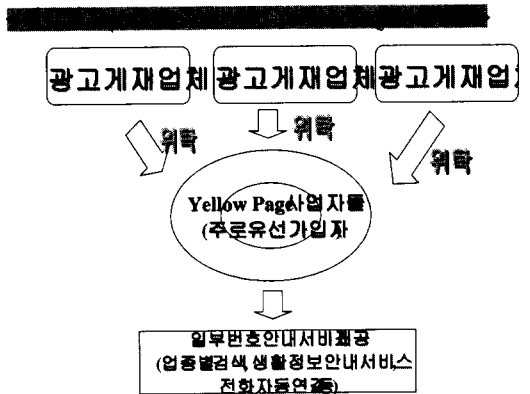 광고게재업체 광고게재업체 광고게재업
위탁 위탁 위탁
Yellow Page사업자들
(주로유선가입자
일부번호안내서비제공
(업종별검색,생활정보안내서비스
전화자동연결등)